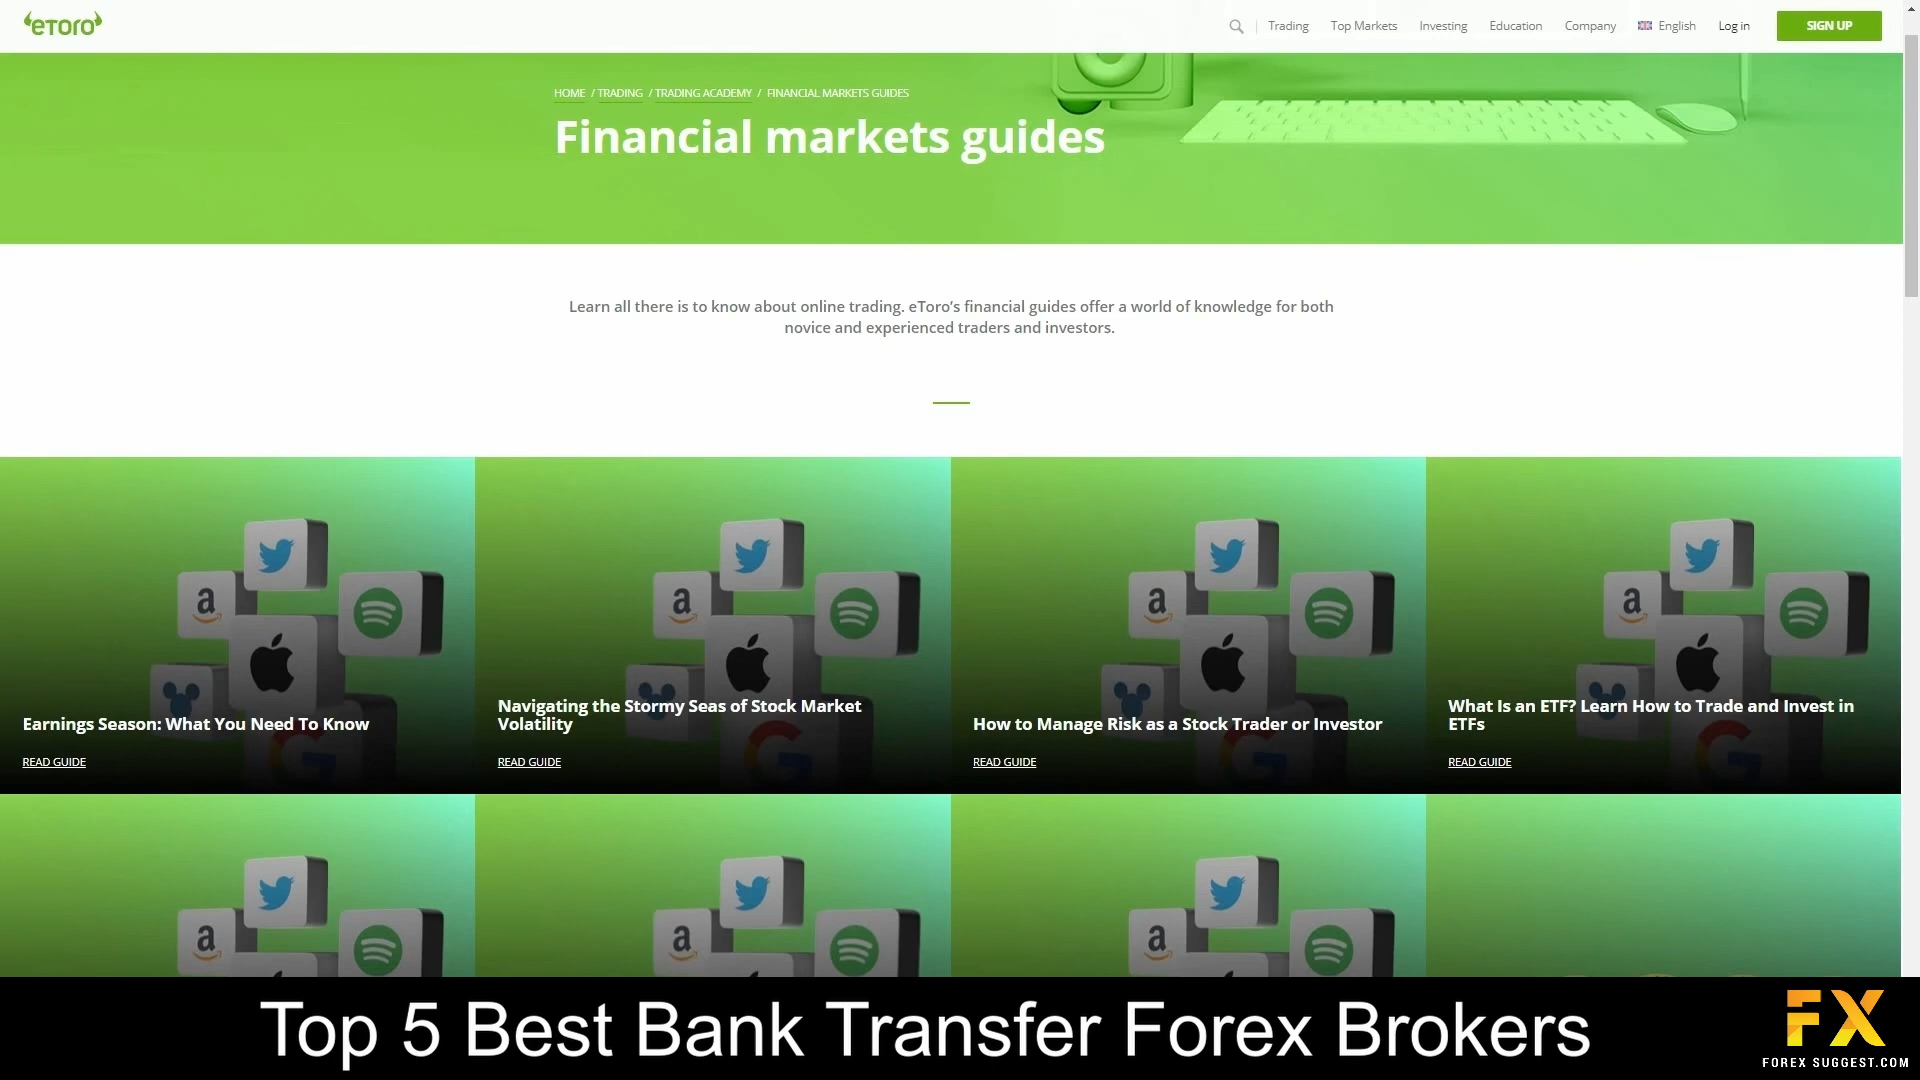 eToro
Trading Top Markets Investing Education Company English Log in SIGN UP
HOME / TRADING / TRADING ACADEMY / FINANCIAL MARKETS GUIDES
Financial markets guides
Learn all there is to know about online trading. eToro’s financial guides offer a world of knowledge for both
novice and experienced traders and investors.
Earnings Season: What You Need To Know
READ GUIDE
Navigating the Stormy Seas of Stock Market
Volatility
READ GUIDE
How to Manage Risk as a Stock Trader or Investor
READ GUIDE
What Is an ETF? Learn How to Trade and Invest in
ETFs
READ GUIDE
Top 5 Best Bank Transfer Forex Brokers
FX
FOREX SUGGEST.COM